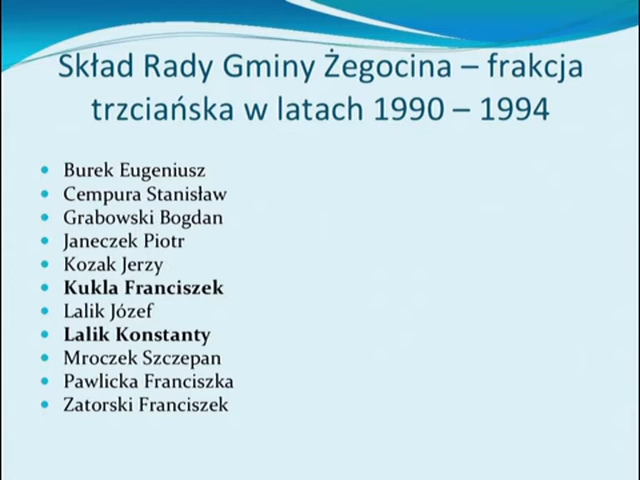 Skład Rady Gminy Żegocina – frakcja
trzciańska w latach 1990 – 1994
Burek Eugeniusz
Cempura Stanisław
Grabowski Bogdan
Janeczek Piotr
Kozak Jerzy
Kukla Franciszek
Lalik Józef
Lalik Konstanty
Mroczek Szczepan
Pawlicka Franciszka
Zatorski Franciszek